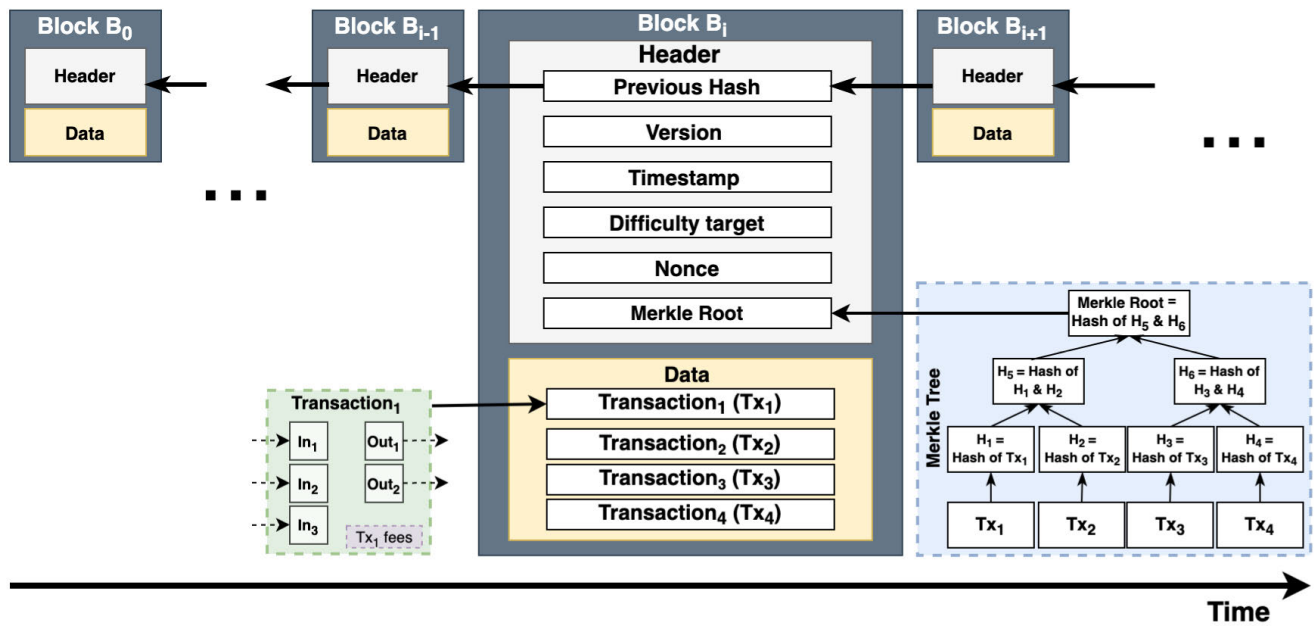 Block B₀
Header
Data
...
Block Bᵢ₋₁
Header
Data
Block Bᵢ
Header
Previous Hash
Version
Timestamp
Difficulty target
Nonce
Merkle Root
Data
Transaction₁ (Tx₁)
Transaction₂ (Tx₂)
Transaction₃ (Tx₃)
Transaction₄ (Tx₄)
Block Bᵢ₊₁
Header
Data
...
Transaction₁
In₁
Out₁
In₂
Out₂
In₃
Tx₁ fees
Merkle Tree
Merkle Root =
Hash of H₅ & H₆
H₅ = Hash of
H₁ & H₂
H₆ = Hash of
H₃ & H₄
H₁ =
Hash of Tx₁
H₂ =
Hash of Tx₂
H₃ =
Hash of Tx₃
H₄ =
Hash of Tx₄
Tx₁
Tx₂
Tx₃
Tx₄
Time